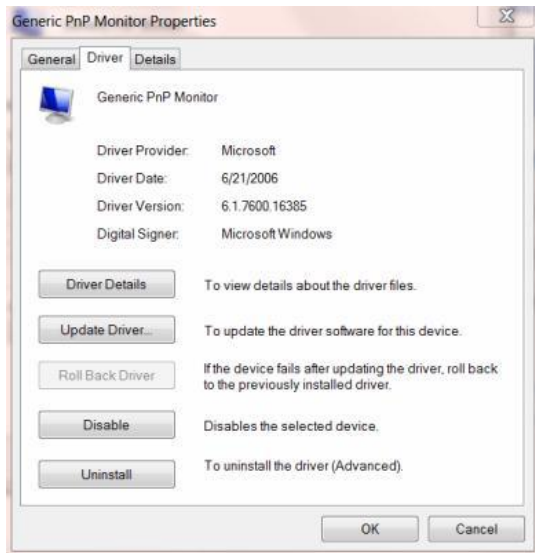 Generic PnP Monitor Properties
General Driver Details
Generic PnP Monitor
Driver Provider: Microsoft
Driver Date: 6/21/2006
Driver Version: 6.1.7600.16385
Digital Signer: Microsoft Windows
Driver Details To view details about the driver files.
Update Driver... To update the driver software for this device.
Roll Back Driver If the device fails after updating the driver, roll back
to the previously installed driver.
Disable Disables the selected device.
Uninstall To uninstall the driver (Advanced).
OK Cancel